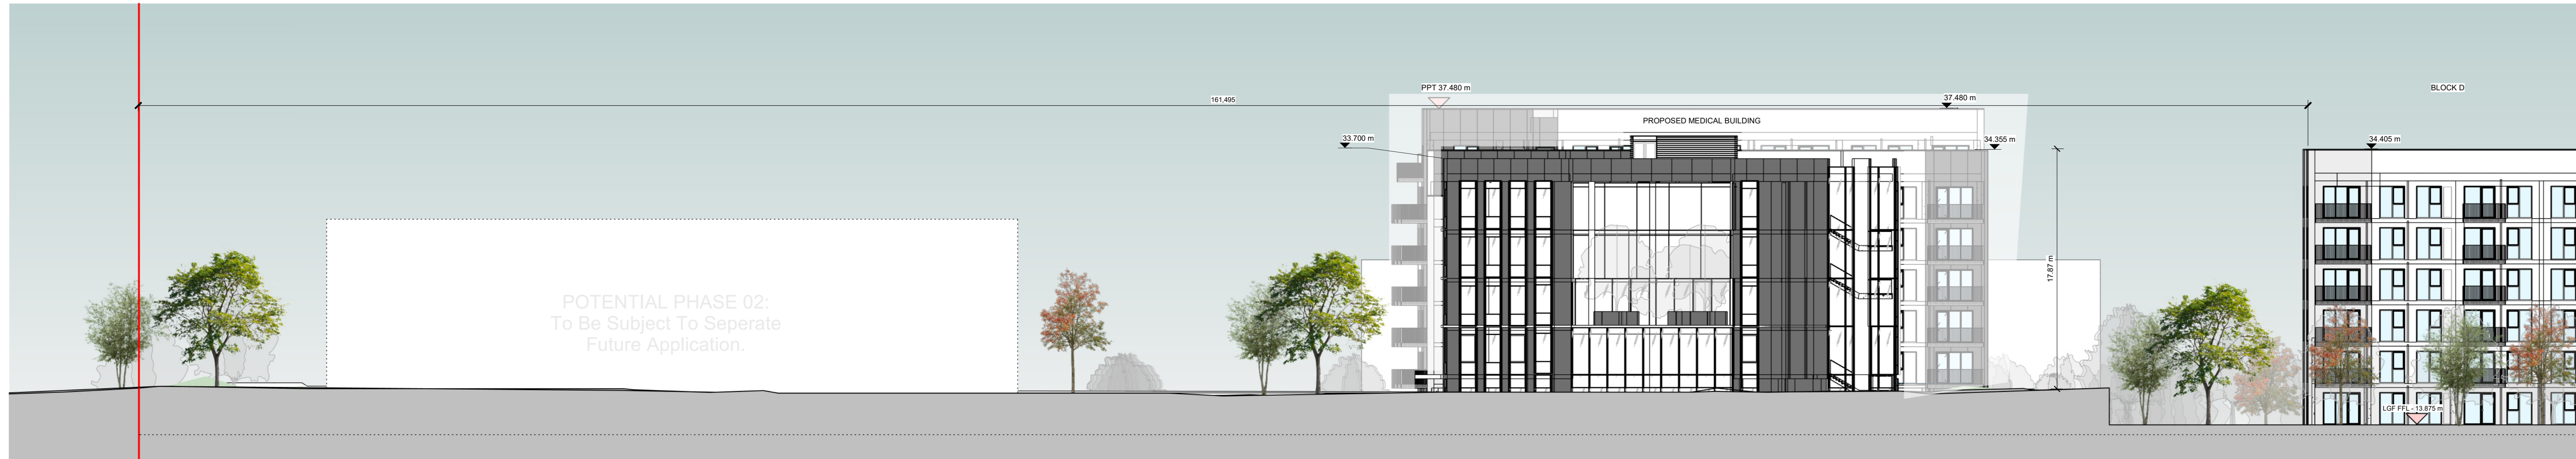 BLOCK D
PPT 37.480 m
161,495
37.480 m
PROPOSED MEDICAL BUILDING
33.700 m
34.355 m
34.405 m
17.87 m
POTENTIAL PHASE 02:
To Be Subject To Seperate
Future Application.
LGF FFL - 13.875 m